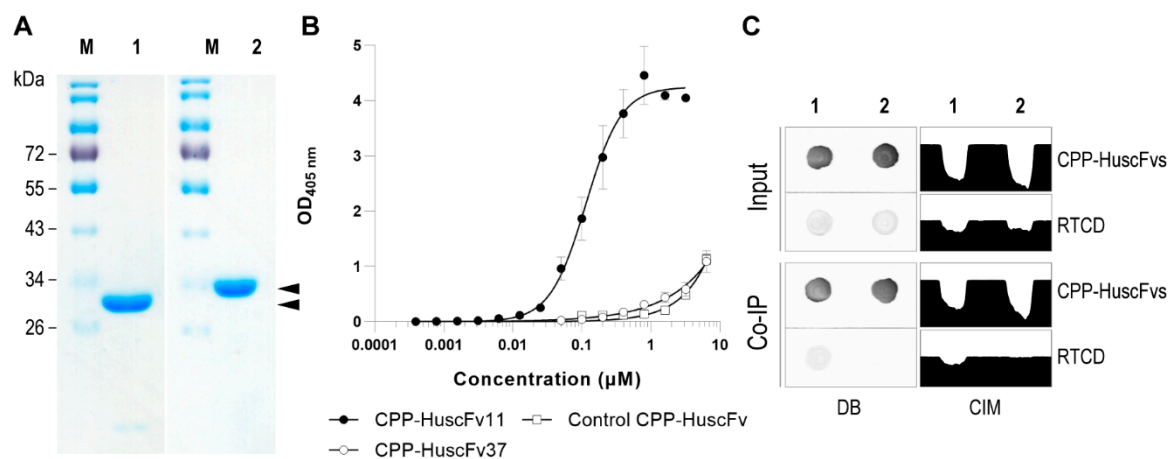 A
M 1 M 2
kDa
72
55
43
34
26
B
OD405 nm
5
4
3
2
1
0
0.0001 0.001 0.01 0.1 1 10
Concentration (µM)
CPP-HuscFv11 Control CPP-HuscFv
CPP-HuscFv37
C
1 2 1 2
Input
CPP-HuscFvs
RTCD
Co-IP
CPP-HuscFvs
RTCD
DB CIM